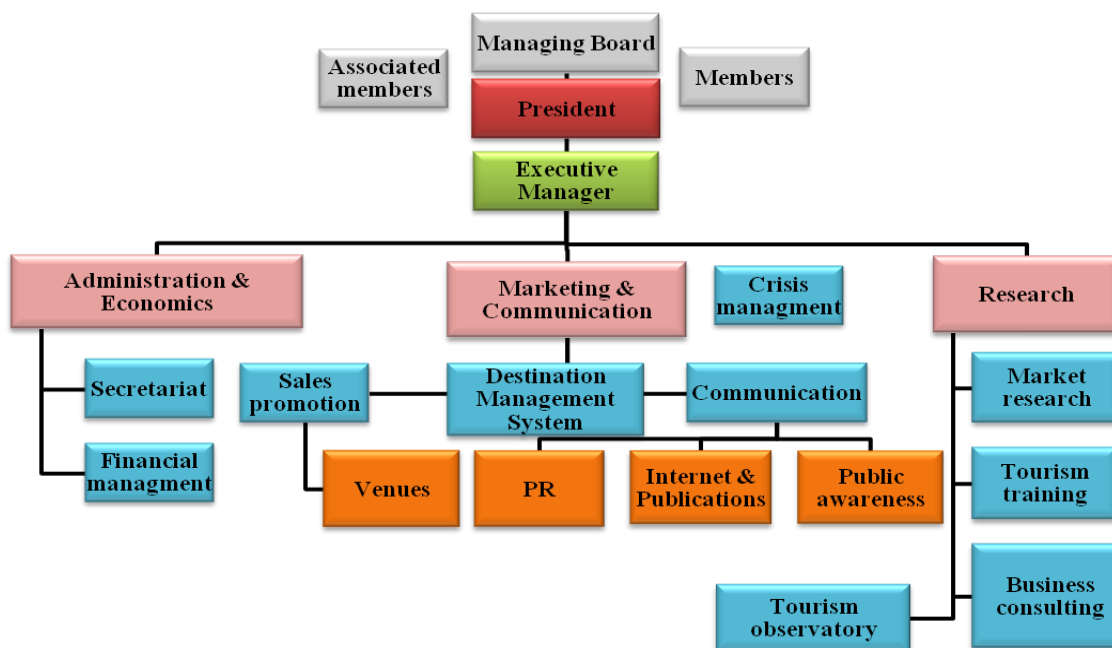 Managing Board
Associated
members
Members
President
Executive
Manager
Administration &
Economics
Marketing &
Communication
Crisis
managment
Research
Secretariat
Sales
promotion
Destination
Management
System
Communication
Market
research
Financial
managment
Venues
PR
Internet &
Publications
Public
awareness
Tourism
training
Tourism
observatory
Business
consulting